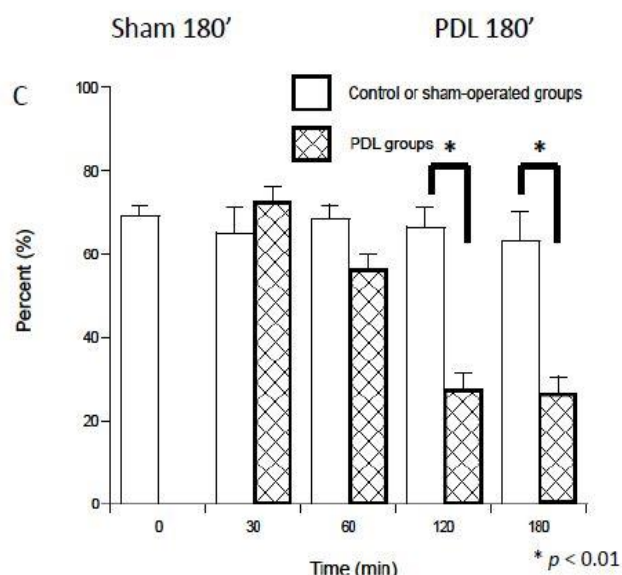 Sham 180′ PDL 180′
C
100
Control or sham-operated groups
PDL groups
* *
80
60
40
20
0
Percent (%)
0 30 60 120 180
Time (min)
* p < 0.01